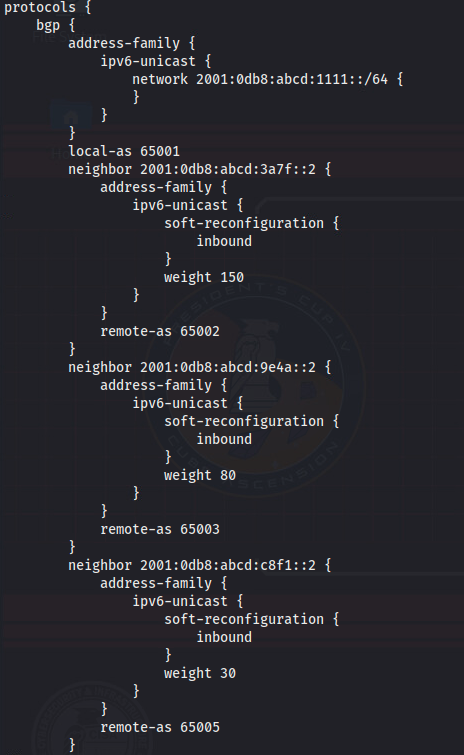 protocols {
    bgp {
        address-family {
            ipv6-unicast {
                network 2001:0db8:abcd:1111::/64 {
                }
            }
        }
        local-as 65001
        neighbor 2001:0db8:abcd:3a7f::2 {
            address-family {
                ipv6-unicast {
                    soft-reconfiguration {
                        inbound
                    }
                    weight 150
                }
            }
            remote-as 65002
        }
        neighbor 2001:0db8:abcd:9e4a::2 {
            address-family {
                ipv6-unicast {
                    soft-reconfiguration {
                        inbound
                    }
                    weight 80
                }
            }
            remote-as 65003
        }
        neighbor 2001:0db8:abcd:c8f1::2 {
            address-family {
                ipv6-unicast {
                    soft-reconfiguration {
                        inbound
                    }
                    weight 30
                }
            }
            remote-as 65005
        }